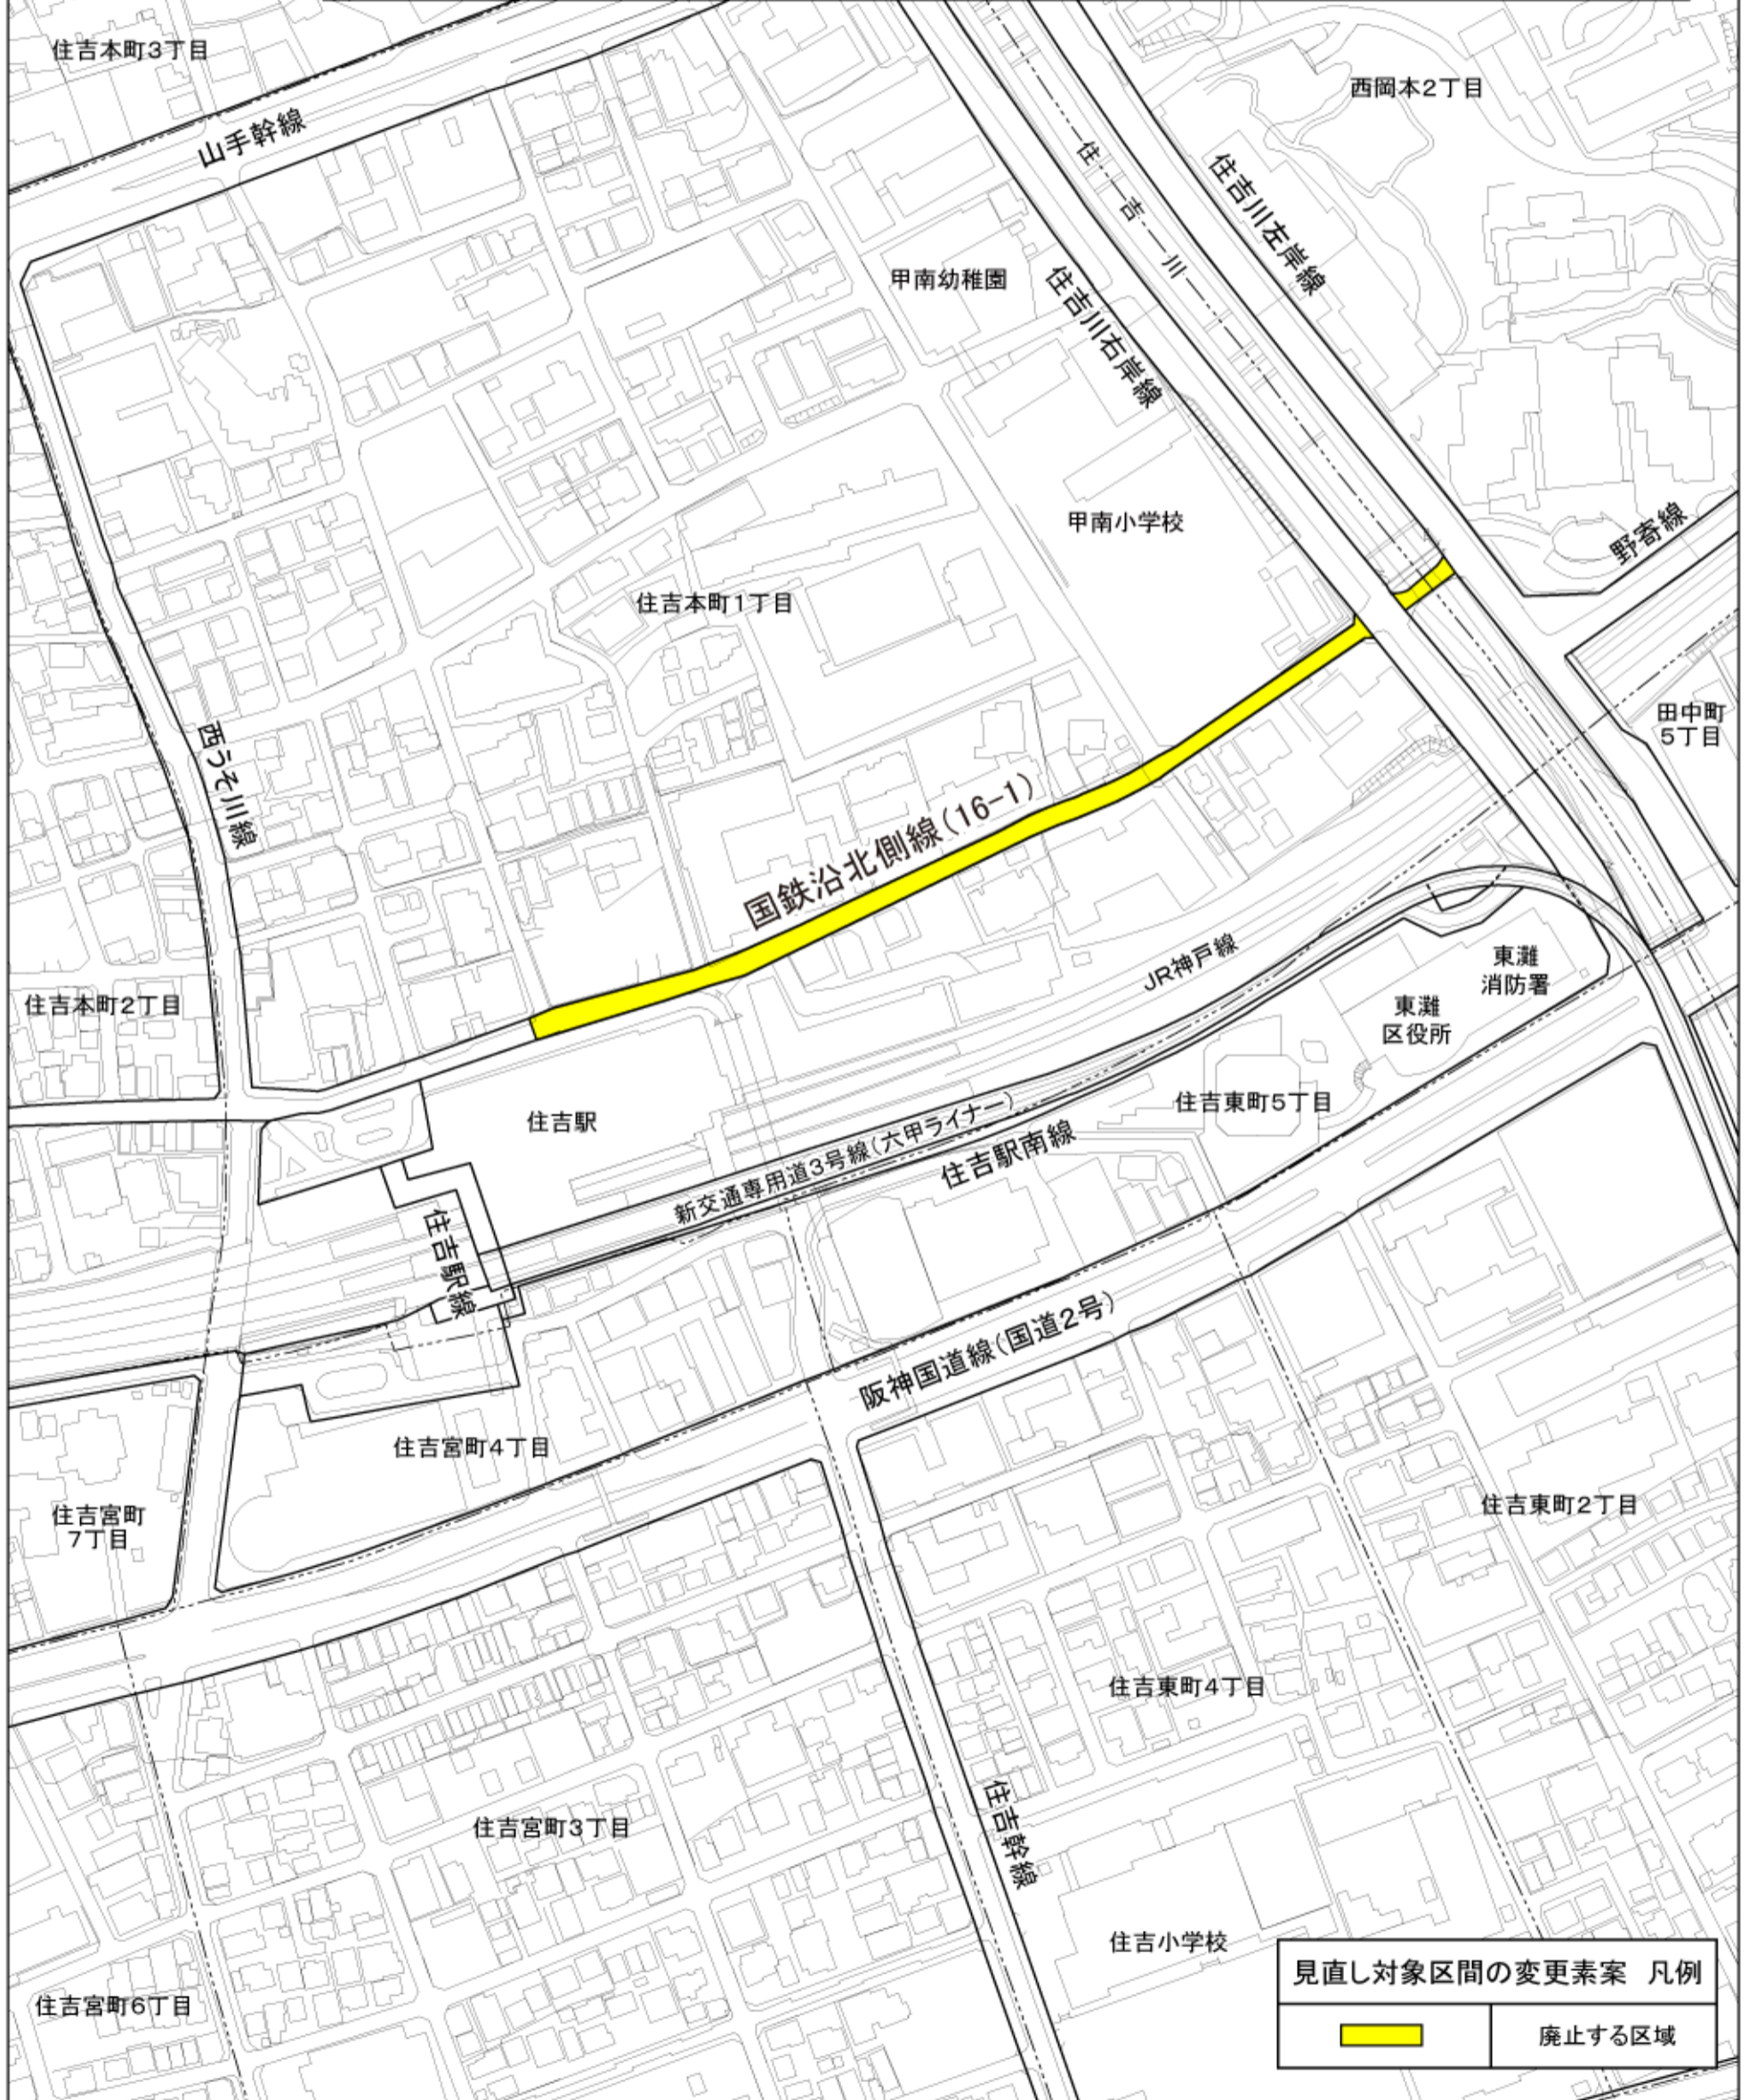 住吉本町3丁目
山手幹線
西岡本2丁目
住吉川
住吉川左岸線
甲南幼稚園
住吉川右岸線
甲南小学校
野寄線
住吉本町1丁目
田中町
5丁目
西うそ川線
国鉄沿北側線(16-1)
JR神戸線
東灘
消防署
東灘
区役所
住吉本町2丁目
住吉駅
住吉東町5丁目
新交通専用道3号線(六甲ライナー)
住吉駅南線
住吉駅線
阪神国道線(国道2号)
住吉宮町4丁目
住吉宮町
7丁目
住吉東町2丁目
住吉東町4丁目
住吉宮町3丁目
住吉幹線
住吉小学校
住吉宮町6丁目
見直し対象区間の変更素案 凡例
廃止する区域